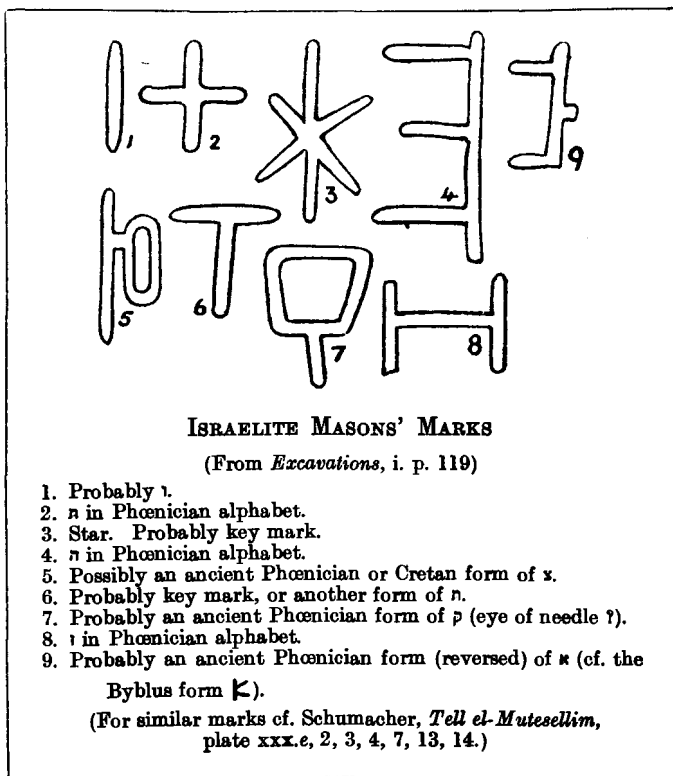 1 2 3 4 9
5 6 7 8
ISRAELITE MASONS' MARKS
(From Excavations, i. p. 119)
1. Probably ו.
2. ת in Phœnician alphabet.
3. Star. Probably key mark.
4. ה in Phœnician alphabet.
5. Possibly an ancient Phœnician or Cretan form of צ.
6. Probably key mark, or another form of ת.
7. Probably an ancient Phœnician form of ק (eye of needle ?).
8. ז in Phœnician alphabet.
9. Probably an ancient Phœnician form (reversed) of א (cf. the
Byblus form K).
(For similar marks cf. Schumacher, Tell el-Mutesellim,
plate xxx.e, 2, 3, 4, 7, 13, 14.)